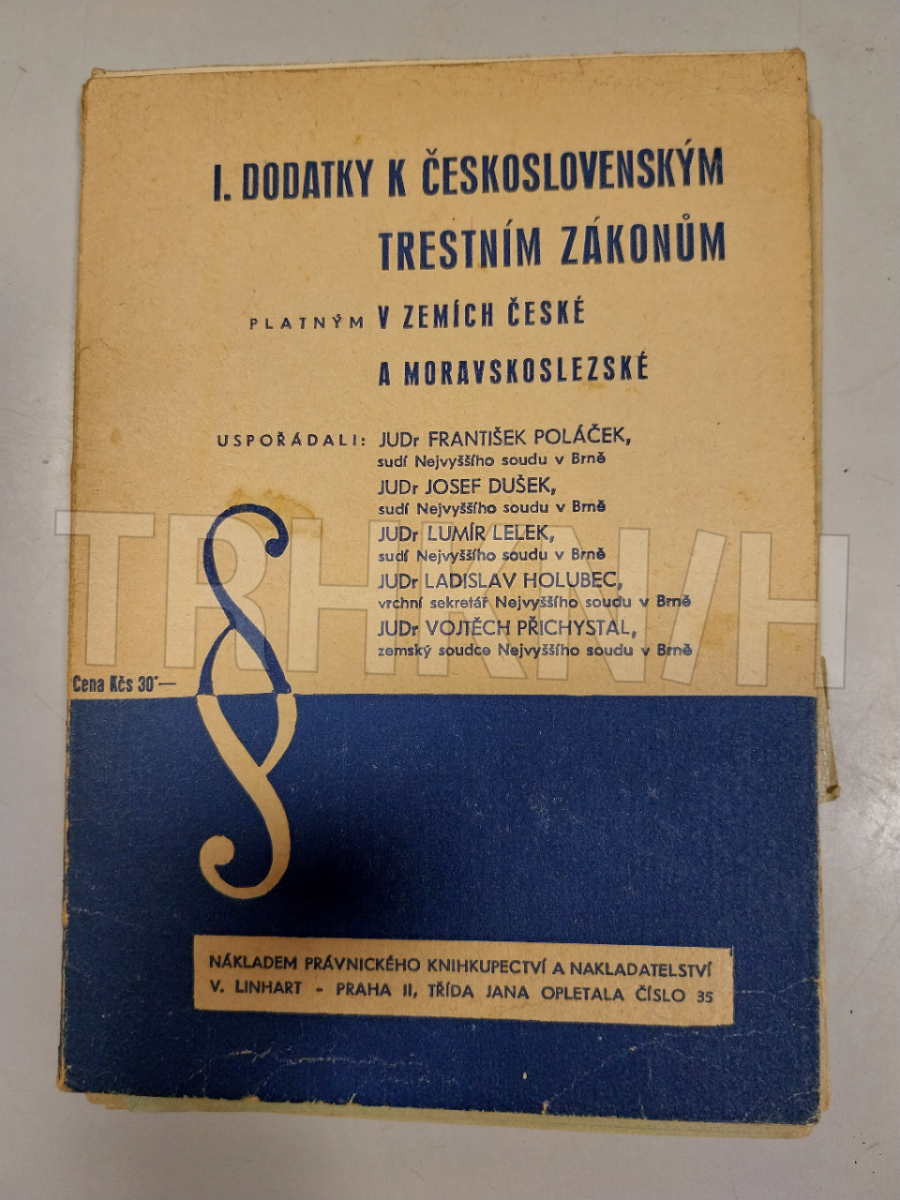 I. DODATKY K ČESKOSLOVENSKÝM
TRESTNÍM ZÁKONŮM
PLATNÝM V ZEMÍCH ČESKÉ
A MORAVSKOSLEZSKÉ
USPOŘÁDALI: JUDr FRANTIŠEK POLÁČEK,
sudí Nejvyššího soudu v Brně
JUDr JOSEF DUŠEK,
sudí Nejvyššího soudu v Brně
JUDr LUMÍR LELEK,
sudí Nejvyššího soudu v Brně
JUDr LADISLAV HOLUBEC,
vrchní sekretář Nejvyššího soudu v Brně
JUDr VOJTĚCH PŘICHYSTAL,
zemský soudce Nejvyššího soudu v Brně
TRHKNIH
Cena Kčs 30·—
NÁKLADEM PRÁVNICKÉHO KNIHKUPECTVÍ A NAKLADATELSTVÍ
V. LINHART - PRAHA II, TŘÍDA JANA OPLETALA ČÍSLO 35